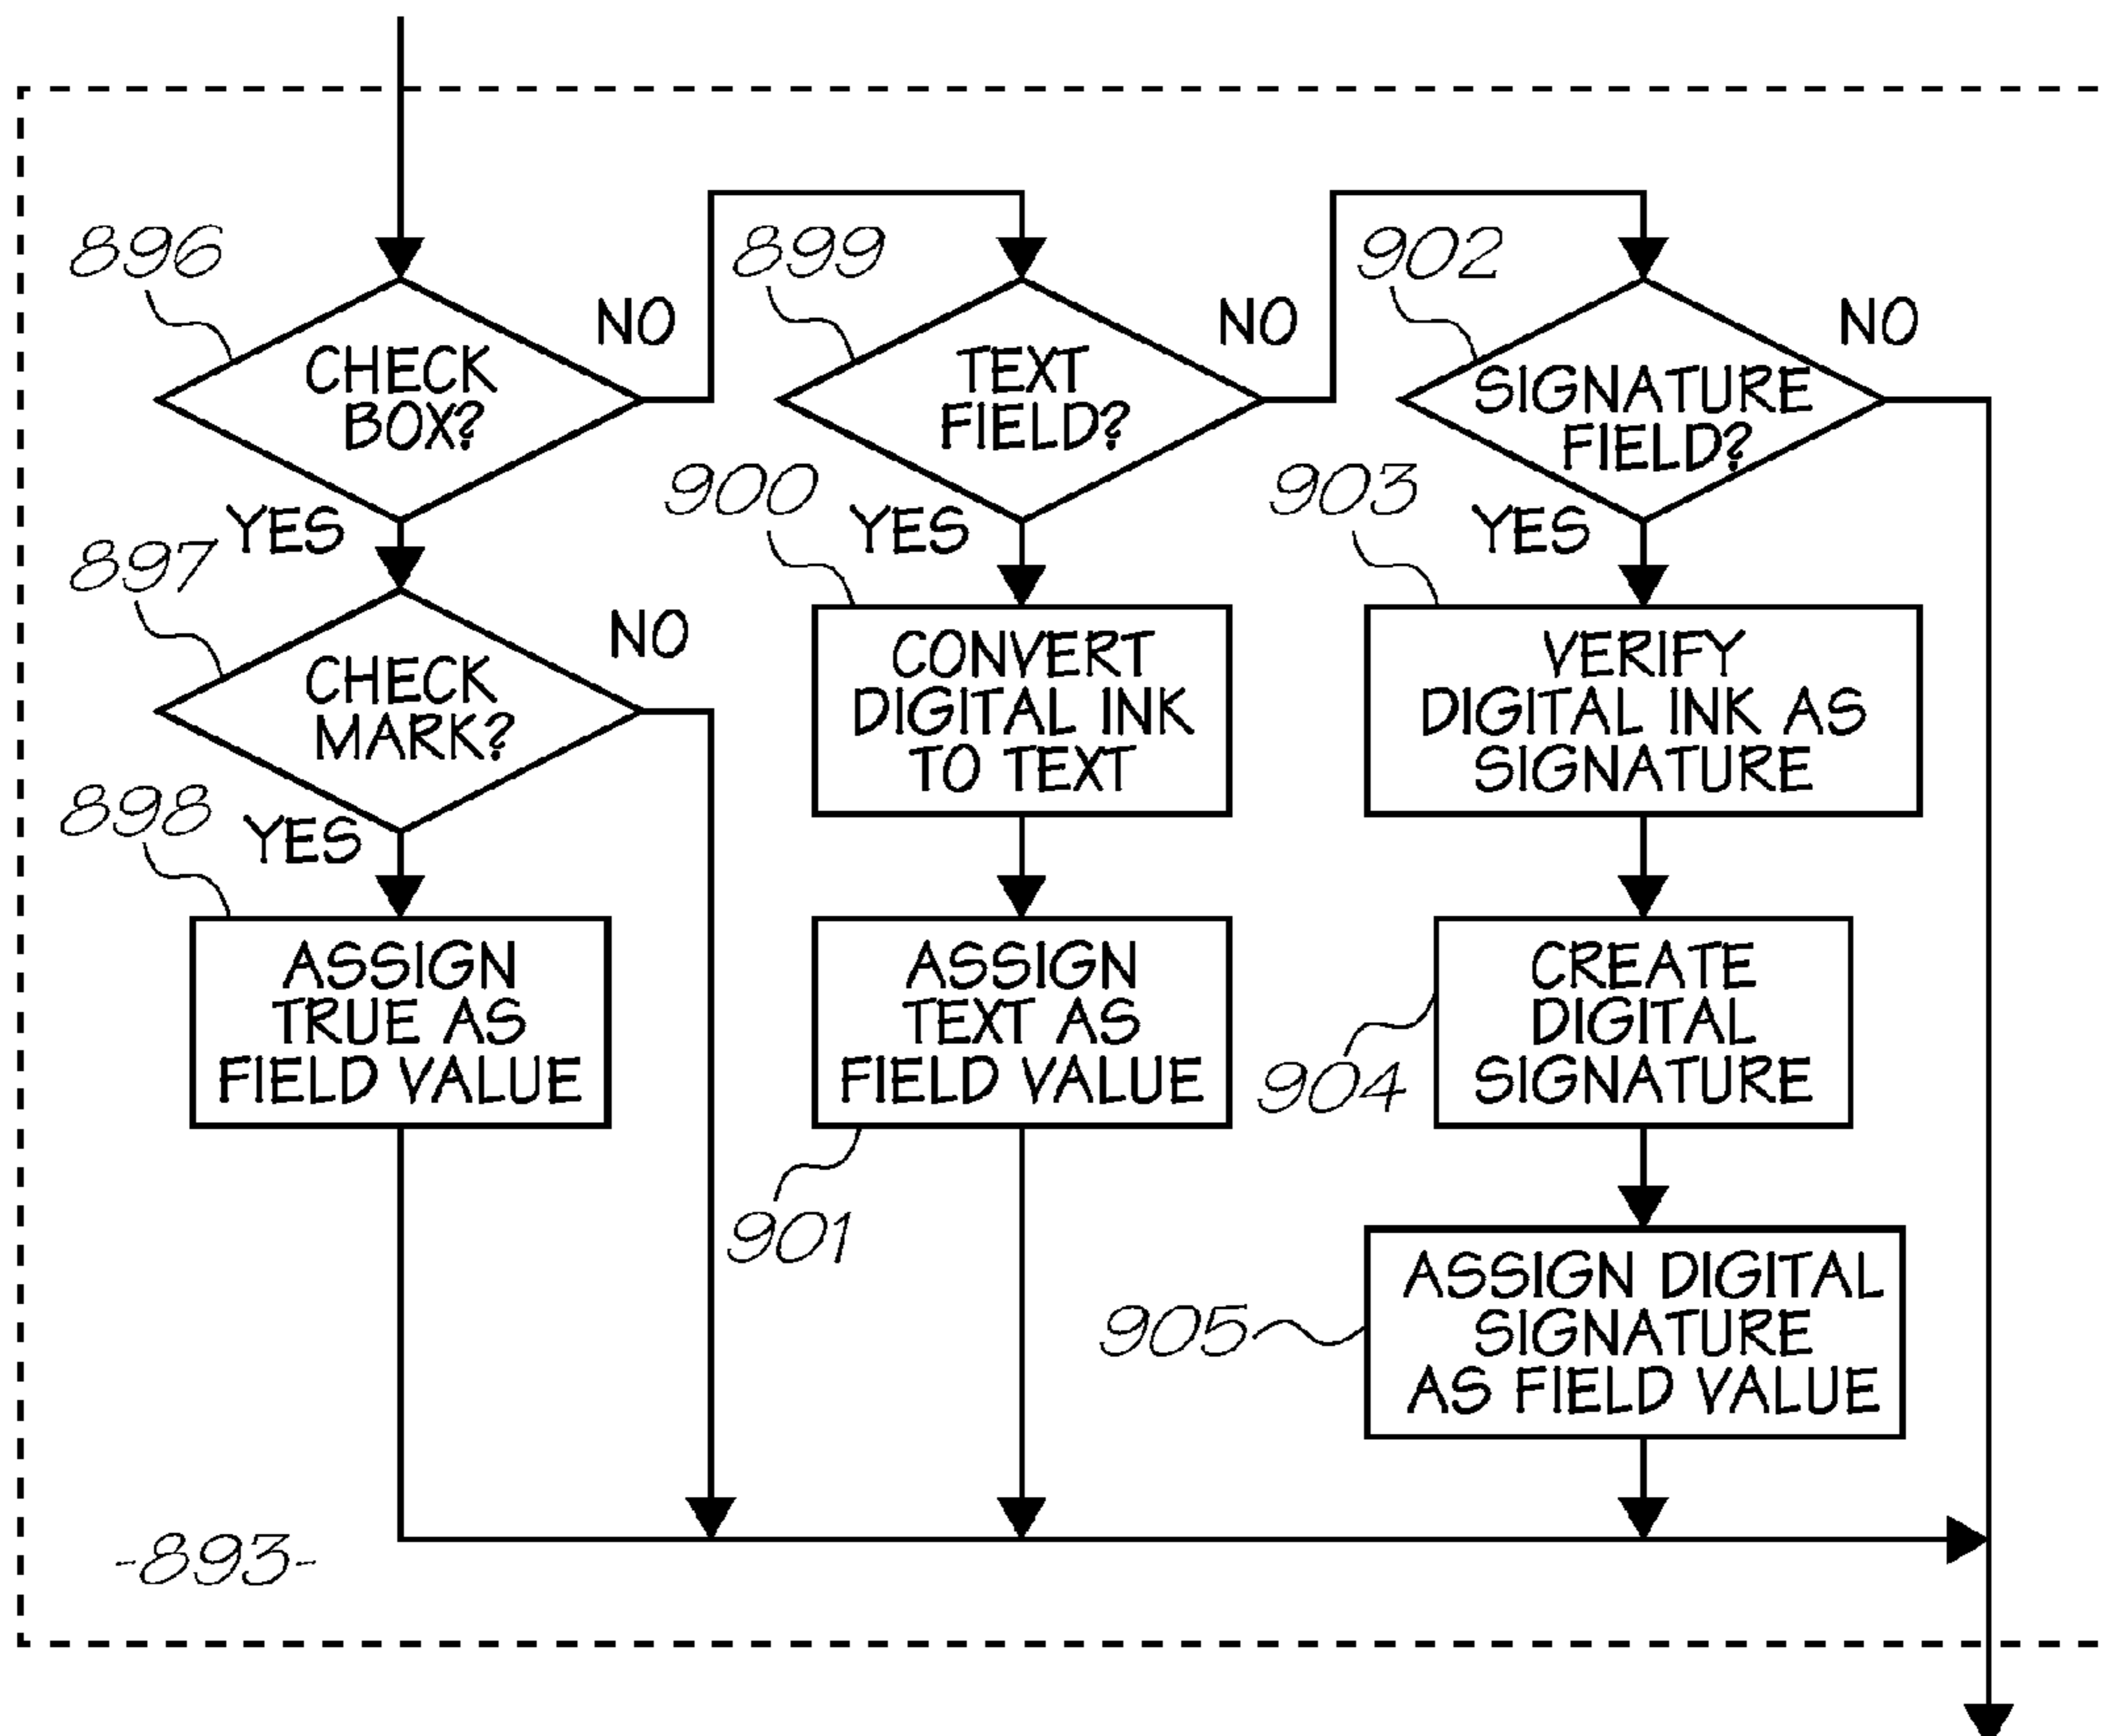 896
CHECK
BOX?
NO
YES
897
CHECK
MARK?
NO
YES
898
ASSIGN
TRUE AS
FIELD VALUE
899
TEXT
FIELD?
NO
YES
900
CONVERT
DIGITAL INK
TO TEXT
ASSIGN
TEXT AS
FIELD VALUE
901
902
SIGNATURE
FIELD?
NO
YES
903
VERIFY
DIGITAL INK AS
SIGNATURE
CREATE
DIGITAL
SIGNATURE
904
ASSIGN DIGITAL
SIGNATURE
AS FIELD VALUE
905
-893-